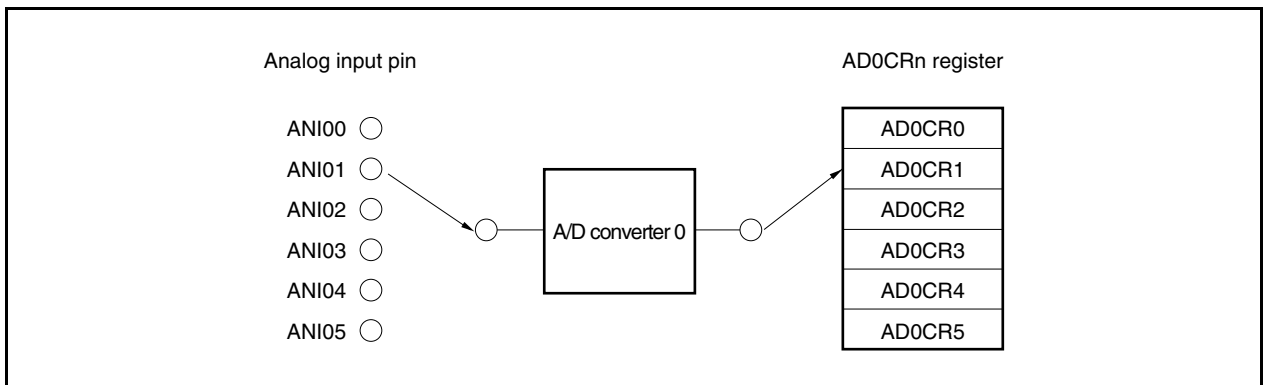 Analog input pin
AD0CRn register
ANI00
ANI01
ANI02
ANI03
ANI04
ANI05
A/D converter 0
AD0CR0
AD0CR1
AD0CR2
AD0CR3
AD0CR4
AD0CR5